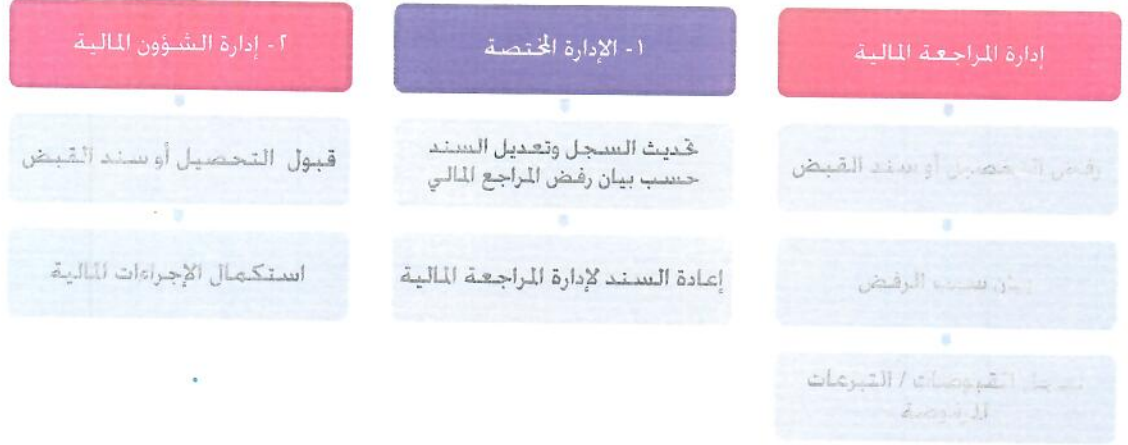 إدارة المراجعة المالية
رفض التحصيل أو سند القبض
بيان سبب الرفض
المقبوضات / التبرعات
المرفوضة
١- الإدارة المختصة
تحديث السجل وتعديل السند
حسب بيان رفض المراجع المالي
إعادة السند لإدارة المراجعة المالية
٢- إدارة الشؤون المالية
قبول التحصيل أو سند القبض
استكمال الإجراءات المالية